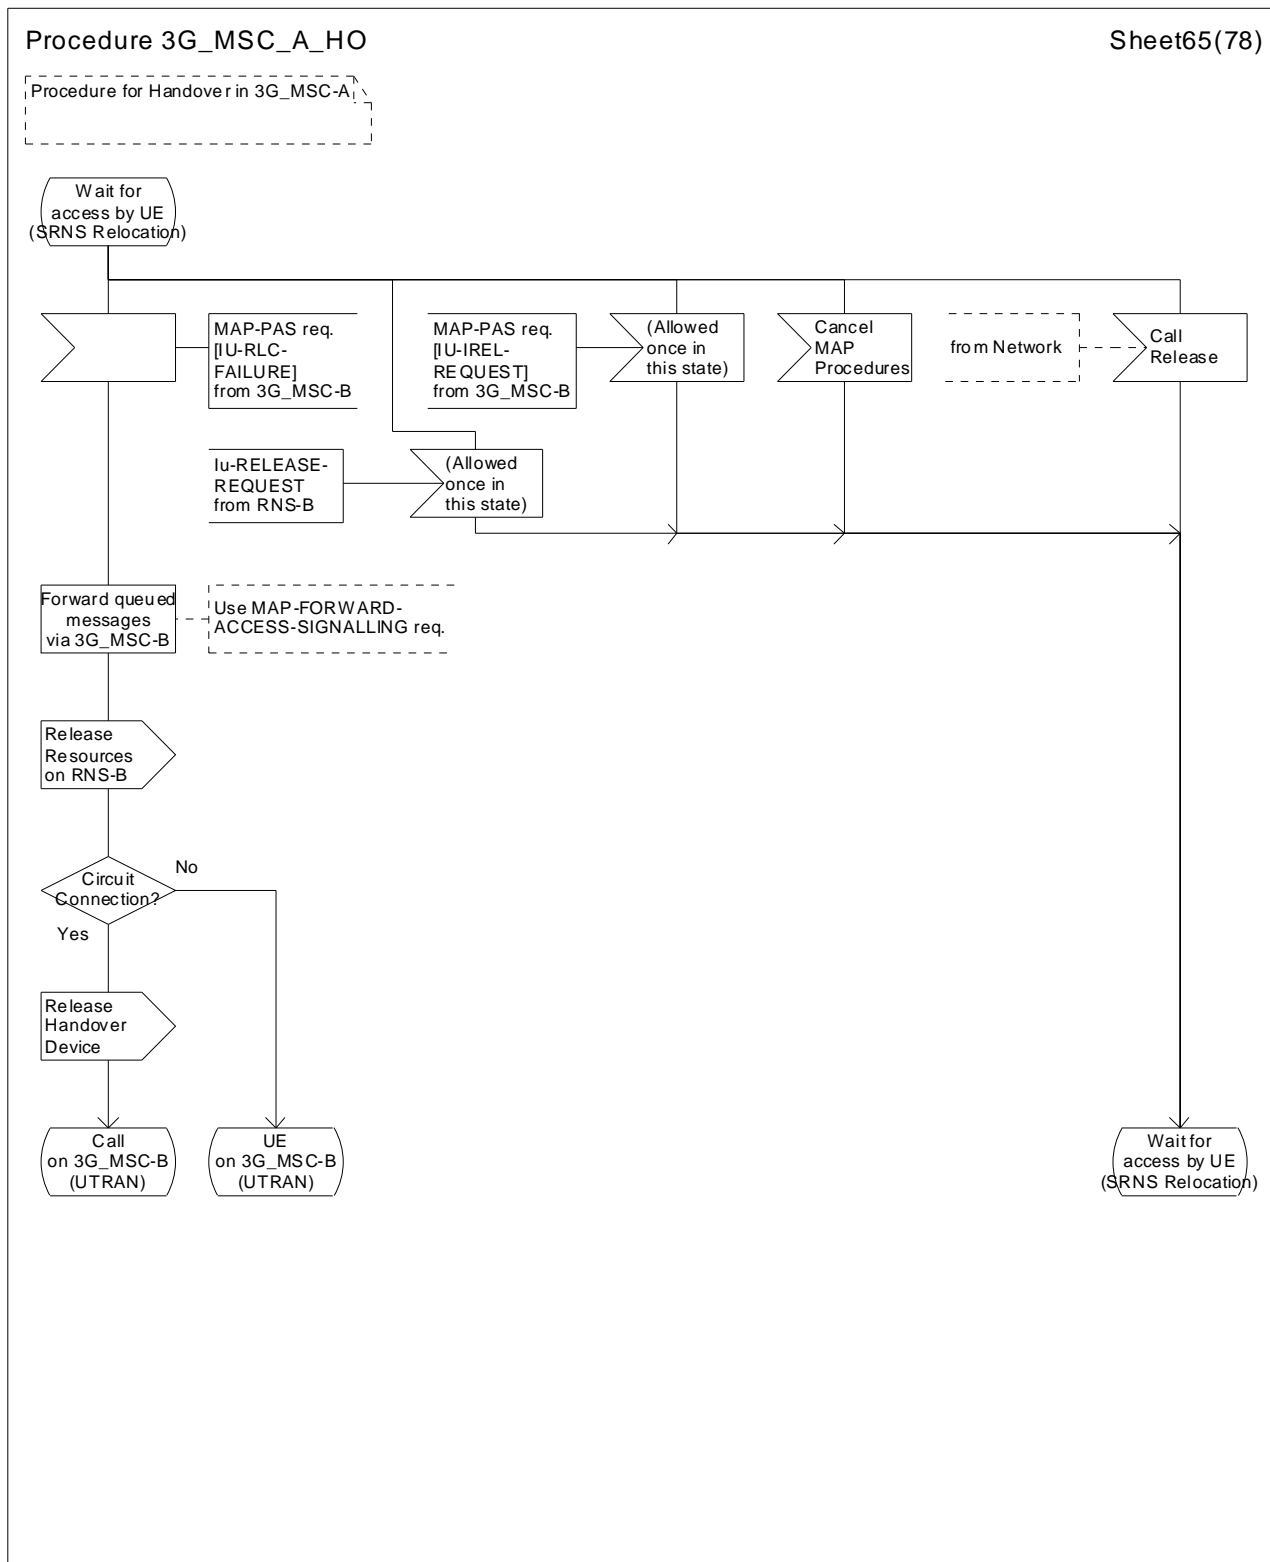 Procedure 3G_MSC_A_HO
Sheet65(78)
Procedure for Handover in 3G_MSC-A
Wait for
access by UE
(SRNS Relocation)
MAP-PAS req.
[IU-RLC-
FAILURE]
from 3G_MSC-B
MAP-PAS req.
[IU-IREL-
REQUEST]
from 3G_MSC-B
(Allowed
once in
this state)
Cancel
MAP
Procedures
from Network
Call
Release
Iu-RELEASE-
REQUEST
from RNS-B
(Allowed
once in
this state)
Forward queued
messages
via 3G_MSC-B
Use MAP-FORWARD-
ACCESS-SIGNALLING req.
Release
Resources
on RNS-B
Circuit
Connection?
No
Yes
Release
Handover
Device
Call
on 3G_MSC-B
(UTRAN)
UE
on 3G_MSC-B
(UTRAN)
Wait for
access by UE
(SRNS Relocation)